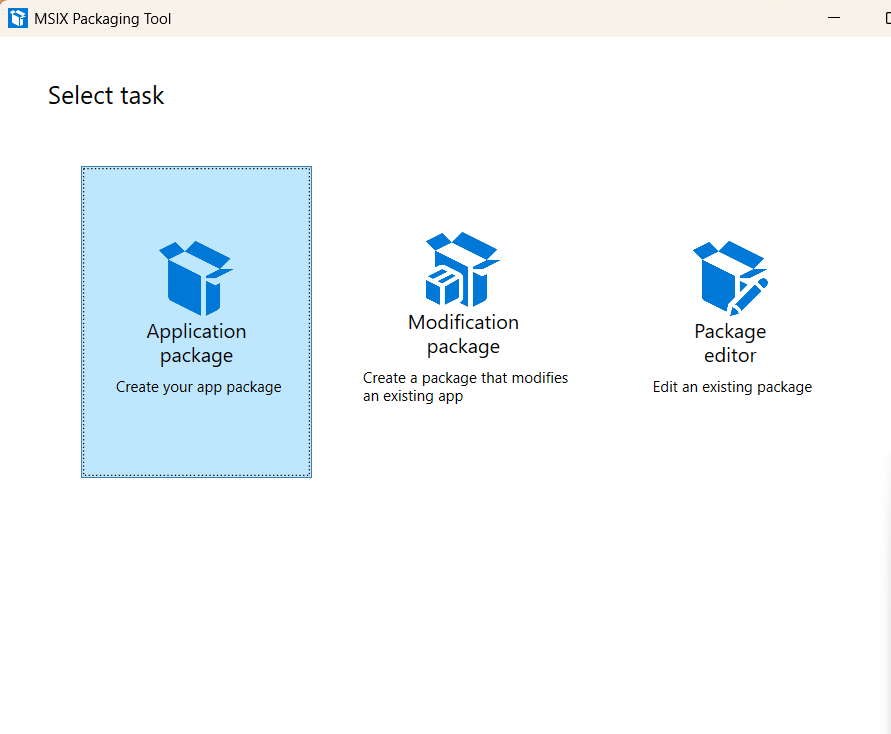 MSIX Packaging Tool
Select task
Application
package
Create your app package
Modification
package
Create a package that modifies
an existing app
Package
editor
Edit an existing package